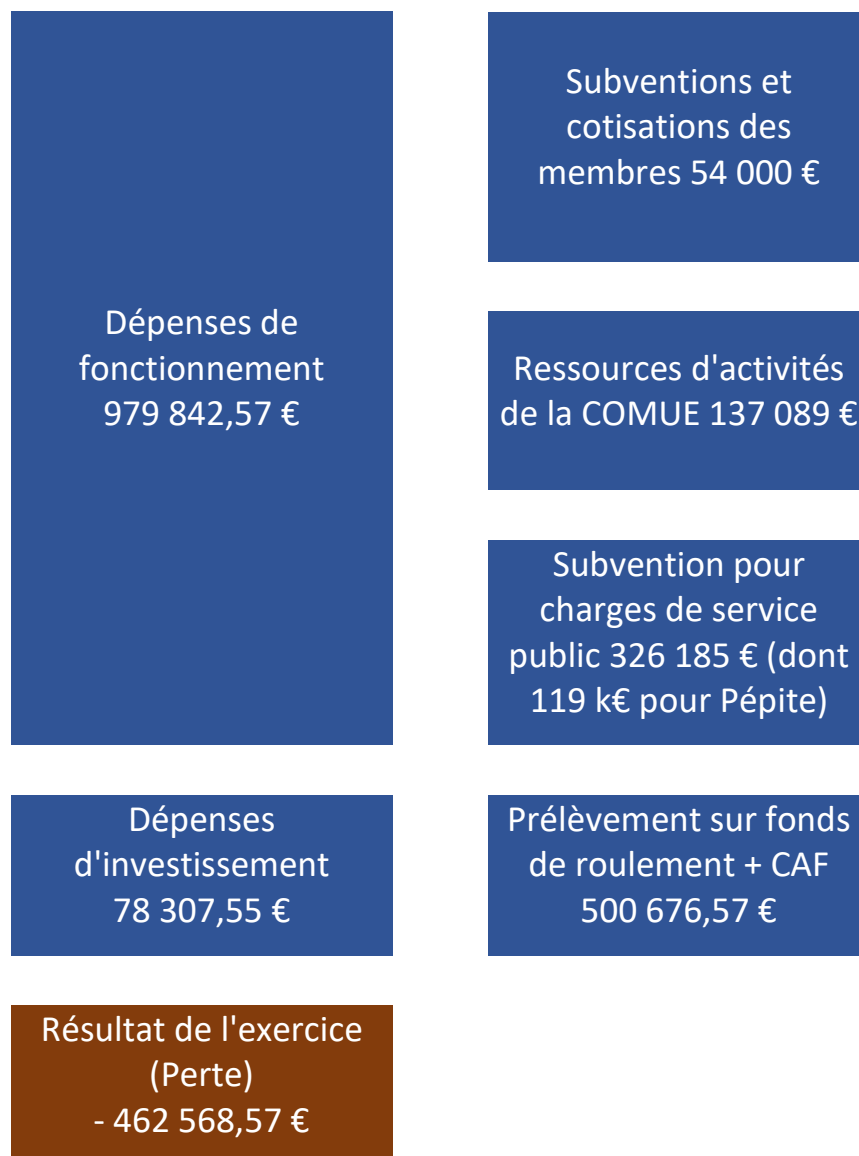 Dépenses de
fonctionnement
979 842,57 €
Dépenses
d'investissement
78 307,55 €
Résultat de l'exercice
(Perte)
- 462 568,57 €
Subventions et
cotisations des
membres 54 000 €
Ressources d'activités
de la COMUE 137 089 €
Subvention pour
charges de service
public 326 185 € (dont
119 k€ pour Pépite)
Prélèvement sur fonds
de roulement + CAF
500 676,57 €